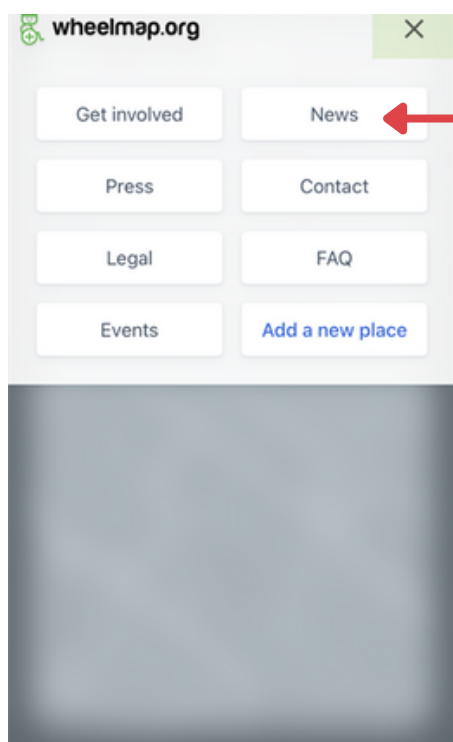 wheelmap.org
Get involved
News
Press
Contact
Legal
FAQ
Events
Add a new place